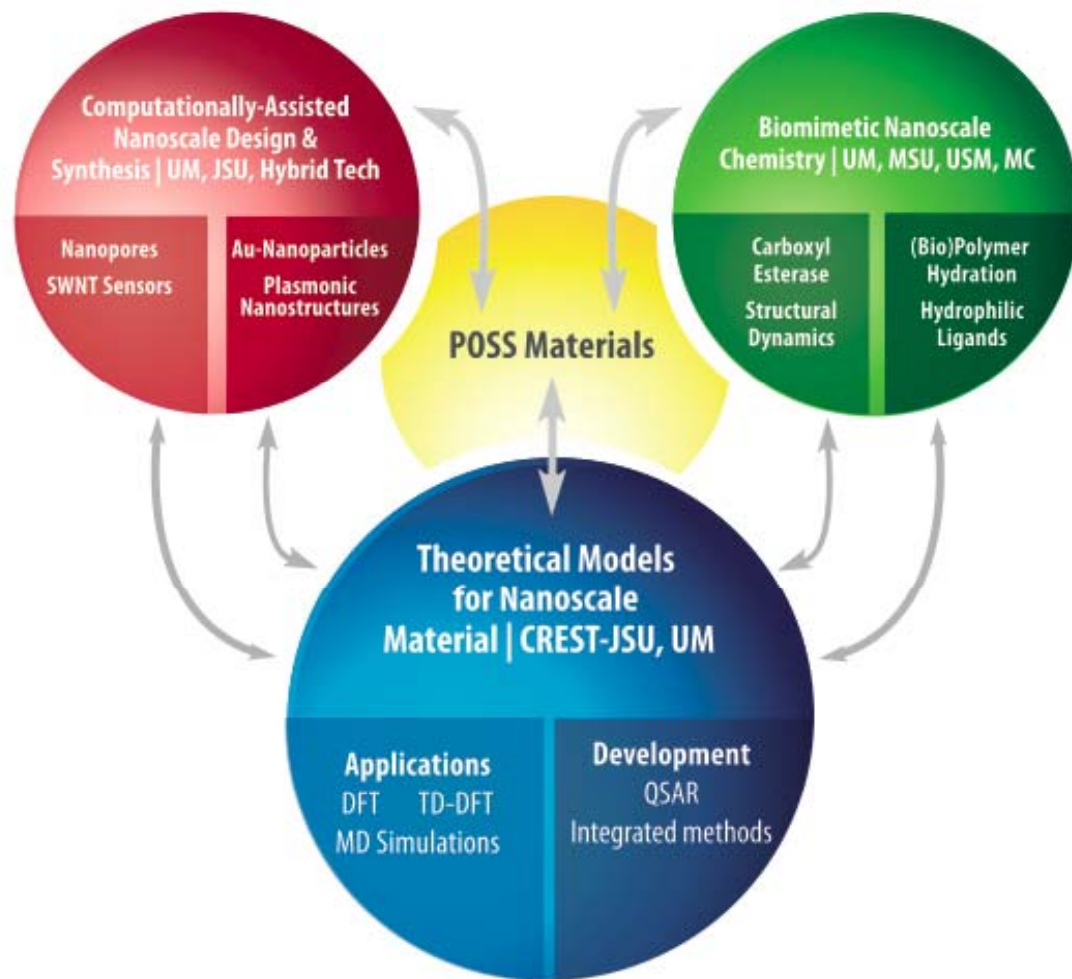 Computationally-Assisted
Nanoscale Design &
Synthesis | UM, JSU, Hybrid Tech
Nanopores
SWNT Sensors
Au-Nanoparticles
Plasmonic
Nanostructures
Biomimetic Nanoscale
Chemistry | UM, MSU, USM, MC
Carboxyl
Esterase
Structural
Dynamics
(Bio)Polymer
Hydration
Hydrophilic
Ligands
POSS Materials
Theoretical Models
for Nanoscale
Material | CREST-JSU, UM
Applications
DFT TD-DFT
MD Simulations
Development
QSAR
Integrated methods